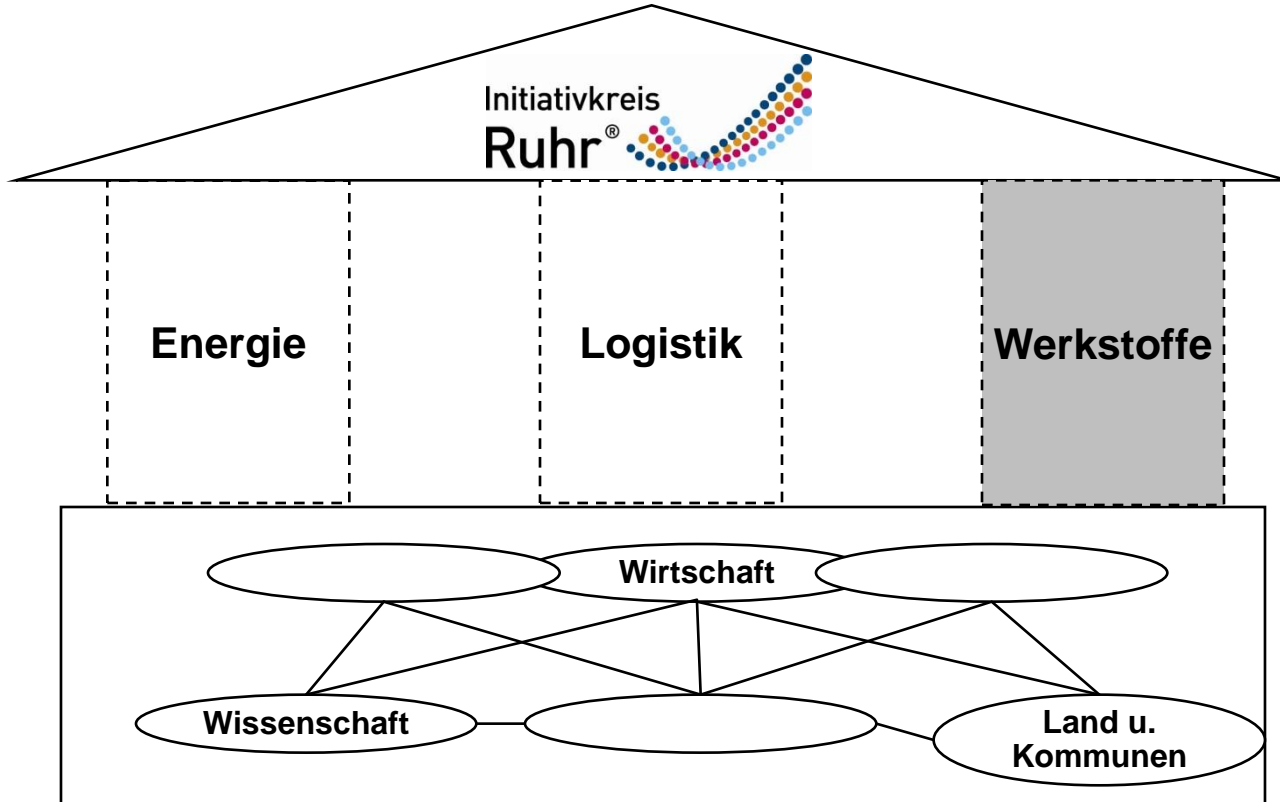 Initiativkreis
Ruhr®
Energie
Logistik
Werkstoffe
Wirtschaft
Wissenschaft
Land u.
Kommunen